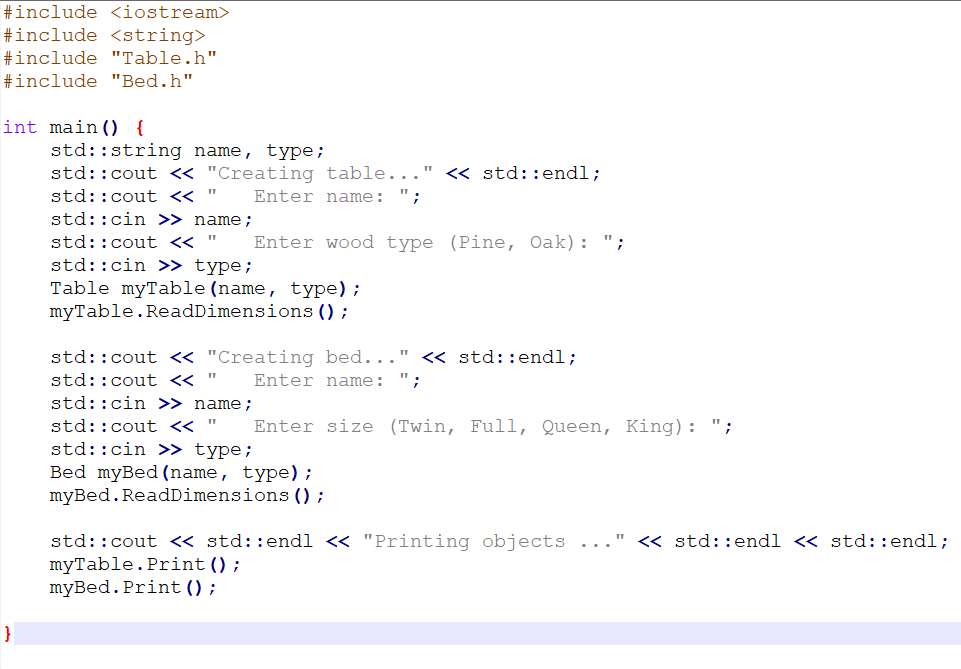 #include <iostream>
#include <string>
#include "Table.h"
#include "Bed.h"

int main() {
    std::string name, type;
    std::cout << "Creating table..." << std::endl;
    std::cout << "   Enter name: ";
    std::cin >> name;
    std::cout << "   Enter wood type (Pine, Oak): ";
    std::cin >> type;
    Table myTable(name, type);
    myTable.ReadDimensions();

    std::cout << "Creating bed..." << std::endl;
    std::cout << "   Enter name: ";
    std::cin >> name;
    std::cout << "   Enter size (Twin, Full, Queen, King): ";
    std::cin >> type;
    Bed myBed(name, type);
    myBed.ReadDimensions();

    std::cout << std::endl << "Printing objects ..." << std::endl << std::endl;
    myTable.Print();
    myBed.Print();

}